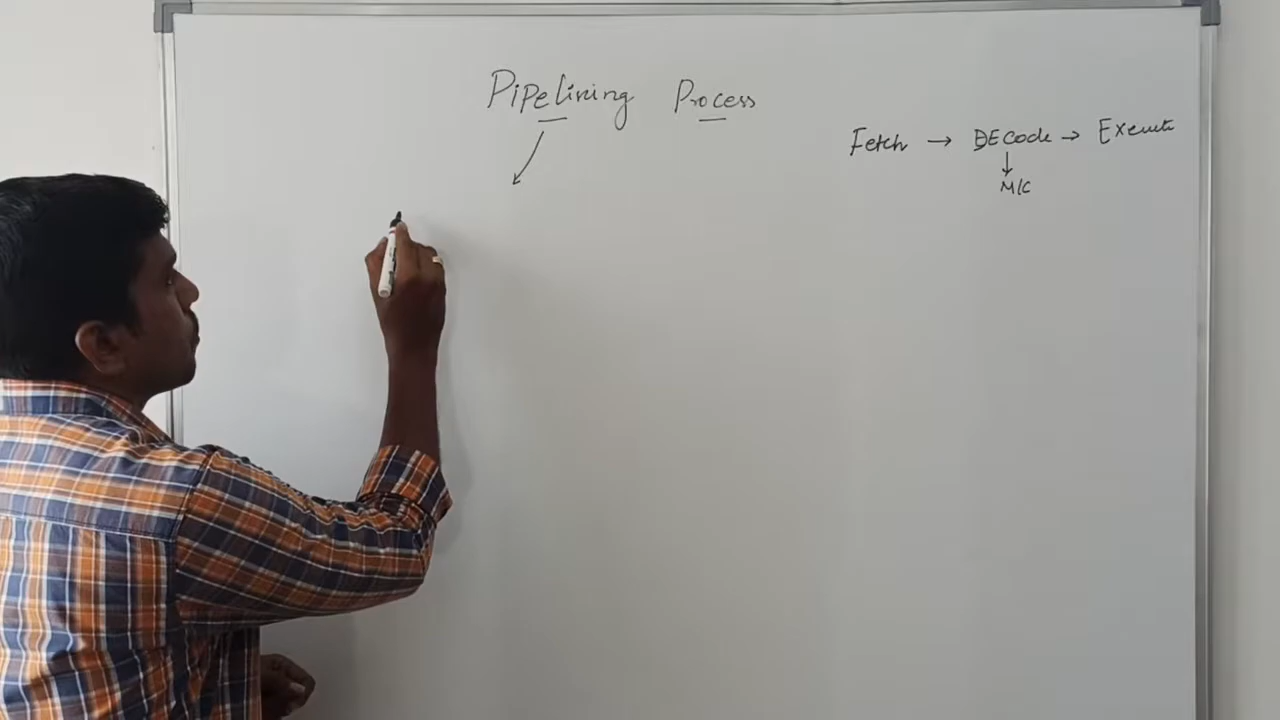 Pipelining Process
Fetch → DEcode → Execute
M/C